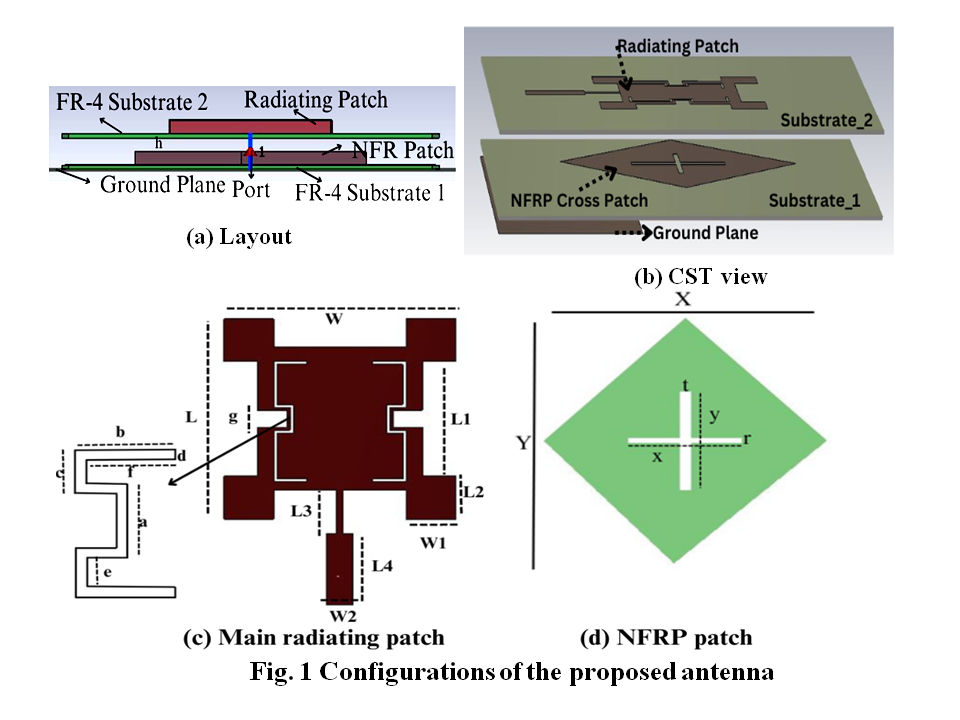 FR-4 Substrate 2
Radiating Patch
h
1
NFR Patch
Ground Plane
Port
FR-4 Substrate 1
(a) Layout
Radiating Patch
Substrate_2
NFRP Cross Patch
Substrate_1
Ground Plane
(b) CST view
W
L
g
L1
L2
L3
W1
L4
W2
b
d
c
f
a
e
(c) Main radiating patch
X
Y
t
y
r
x
(d) NFRP patch
Fig. 1 Configurations of the proposed antenna